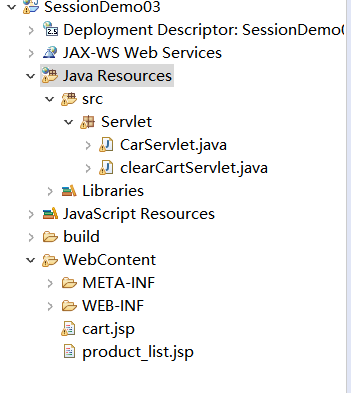 SessionDemo03
Deployment Descriptor: SessionDemo0
JAX-WS Web Services
Java Resources
src
Servlet
CarServlet.java
clearCartServlet.java
Libraries
JavaScript Resources
build
WebContent
META-INF
WEB-INF
cart.jsp
product_list.jsp